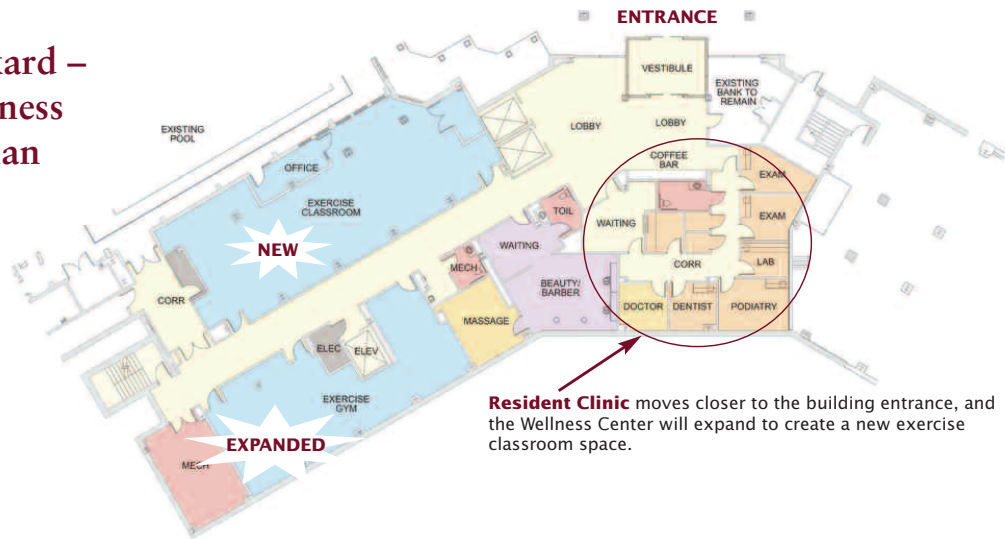 ENTRANCE
ard –
ness
an
VESTIBULE
EXISTING
BANK TO
REMAIN
LOBBY
LOBBY
EXISTING
POOL
OFFICE
COFFEE
BAR
EXAM
EXERCISE
CLASSROOM
TOIL
WAITING
EXAM
NEW
WAITING
MECH
CORR
LAB
CORR
BEAUTY/
BARBER
DOCTOR
DENTIST
PODIATRY
MASSAGE
ELEC
ELEV
EXERCISE
GYM
Resident Clinic moves closer to the building entrance, and
the Wellness Center will expand to create a new exercise
classroom space.
EXPANDED
MECH